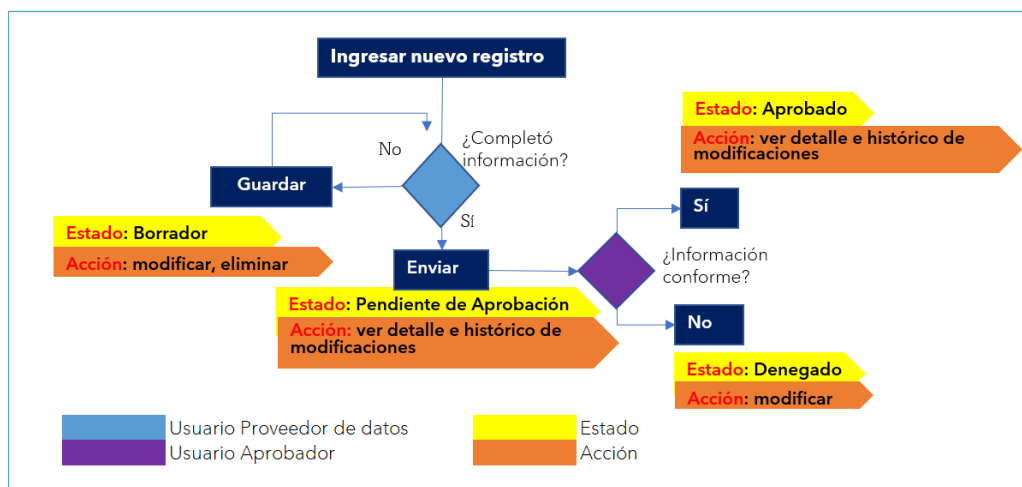 Ingresar nuevo registro
Estado: Aprobado
Acción: ver detalle e histórico de
modificaciones
No
¿Completó
información?
Guardar
Sí
Sí
Estado: Borrador
Acción: modificar, eliminar
Enviar
¿Información
conforme?
Estado: Pendiente de Aprobación
Acción: ver detalle e histórico de
modificaciones
No
Estado: Denegado
Acción: modificar
Usuario Proveedor de datos
Estado
Usuario Aprobador
Acción